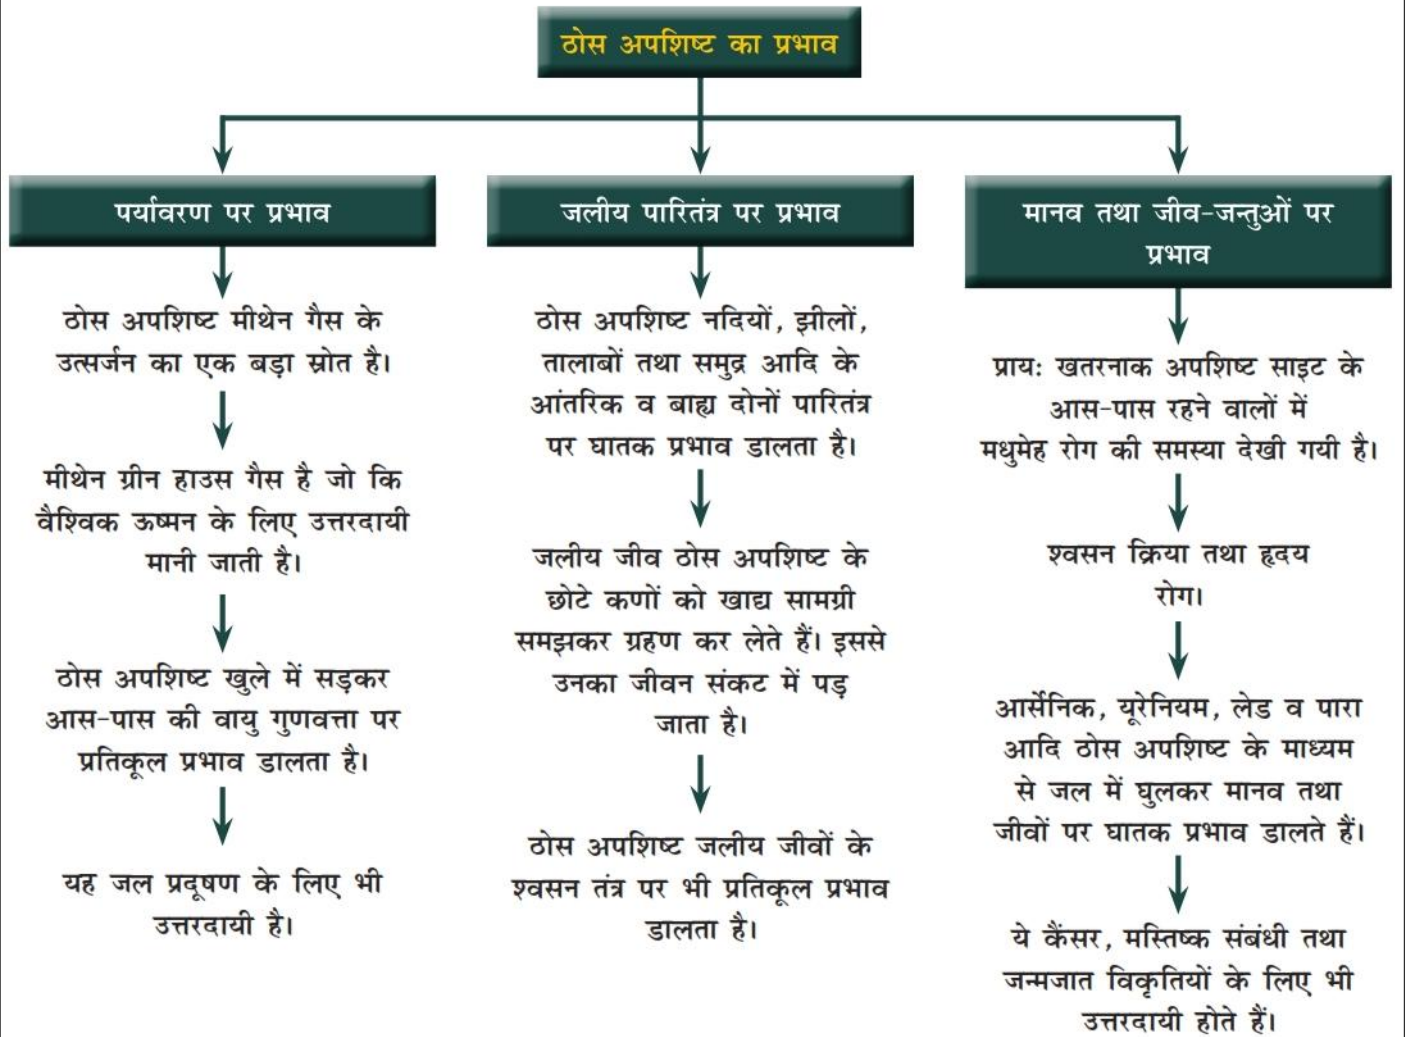 ठोस अपशिष्ट का प्रभाव
पर्यावरण पर प्रभाव
ठोस अपशिष्ट मीथेन गैस के
उत्सर्जन का एक बड़ा स्रोत है।
मीथेन ग्रीन हाउस गैस है जो कि
वैश्विक ऊष्मन के लिए उत्तरदायी
मानी जाती है।
ठोस अपशिष्ट खुले में सड़कर
आस-पास की वायु गुणवत्ता पर
प्रतिकूल प्रभाव डालता है।
यह जल प्रदूषण के लिए भी
उत्तरदायी है।
जलीय पारितंत्र पर प्रभाव
ठोस अपशिष्ट नदियों, झीलों,
तालाबों तथा समुद्र आदि के
आंतरिक व बाह्य दोनों पारितंत्र
पर घातक प्रभाव डालता है।
जलीय जीव ठोस अपशिष्ट के
छोटे कणों को खाद्य सामग्री
समझकर ग्रहण कर लेते हैं। इससे
उनका जीवन संकट में पड़
जाता है।
ठोस अपशिष्ट जलीय जीवों के
श्वसन तंत्र पर भी प्रतिकूल प्रभाव
डालता है।
मानव तथा जीव-जन्तुओं पर
प्रभाव
प्रायः खतरनाक अपशिष्ट साइट के
आस-पास रहने वालों में
मधुमेह रोग की समस्या देखी गयी है।
श्वसन क्रिया तथा हृदय
रोग।
आर्सेनिक, यूरेनियम, लेड व पारा
आदि ठोस अपशिष्ट के माध्यम
से जल में घुलकर मानव तथा
जीवों पर घातक प्रभाव डालते हैं।
ये कैंसर, मस्तिष्क संबंधी तथा
जन्मजात विकृतियों के लिए भी
उत्तरदायी होते हैं।